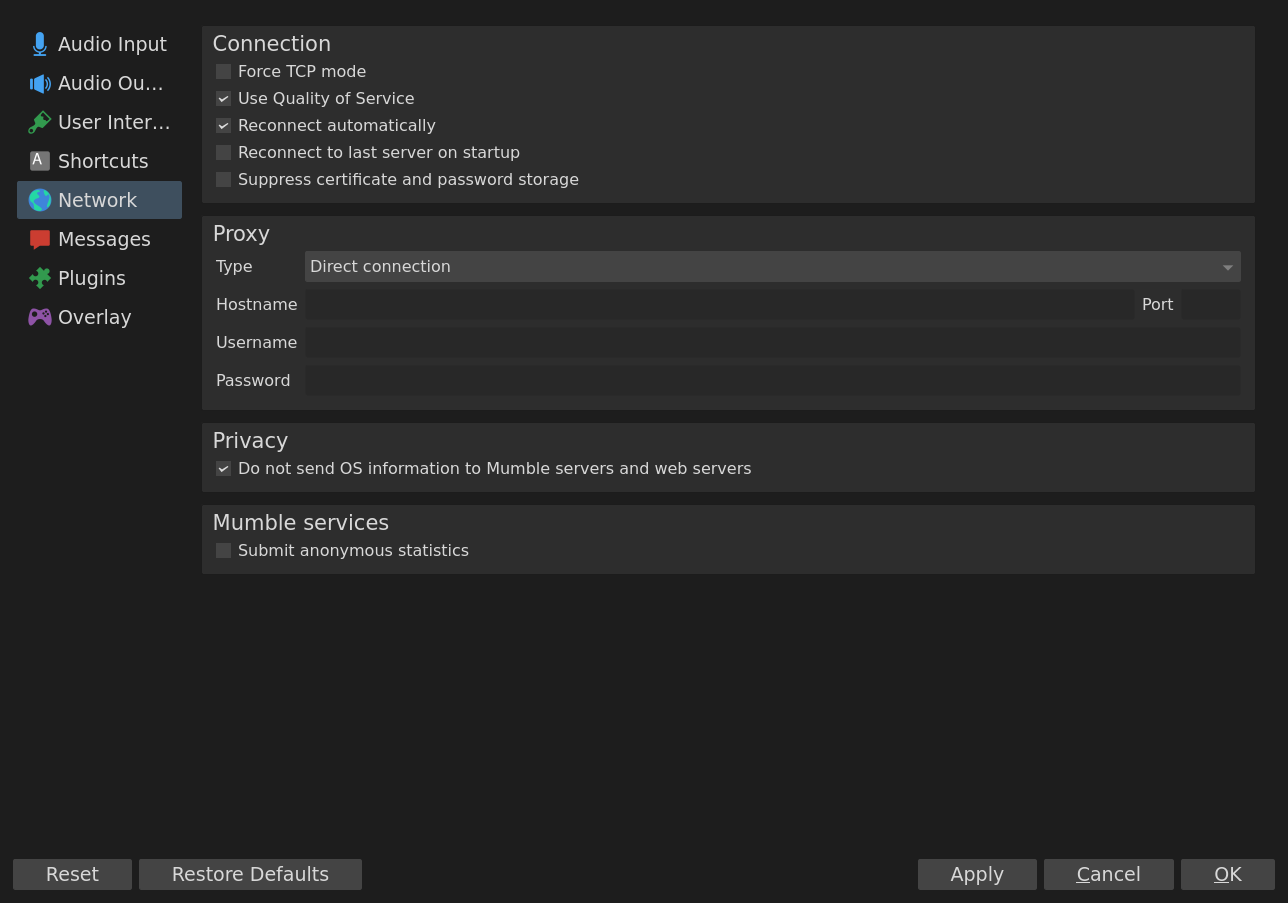 Audio Input
Audio Ou...
User Inter...
Shortcuts
Network
Messages
Plugins
Overlay
Connection
Force TCP mode
Use Quality of Service
Reconnect automatically
Reconnect to last server on startup
Suppress certificate and password storage
Proxy
Type Direct connection
Hostname Port
Username
Password
Privacy
Do not send OS information to Mumble servers and web servers
Mumble services
Submit anonymous statistics
Reset Restore Defaults Apply Cancel OK